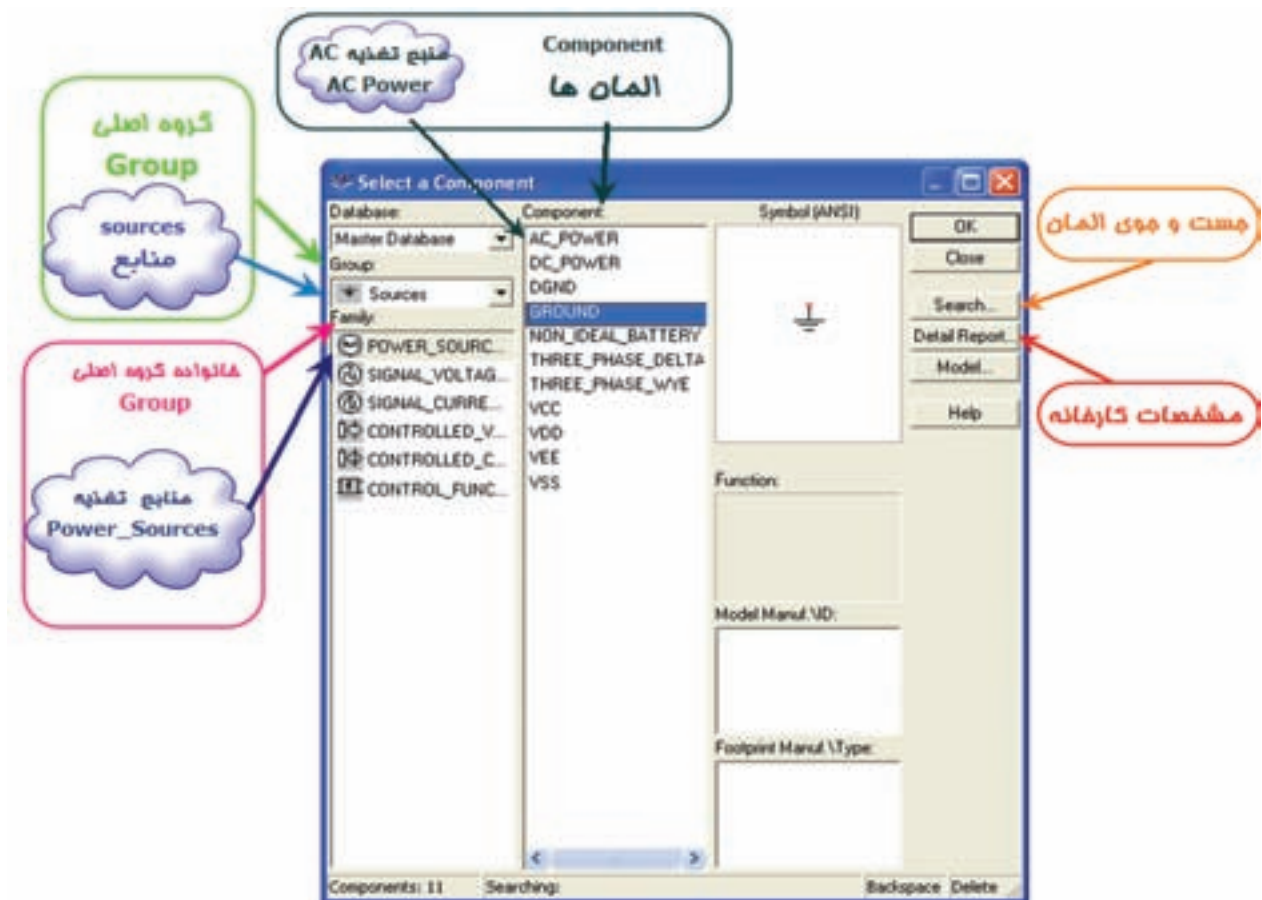 منبع تغذیه AC
AC Power
Component
المان ها
گروه اصلی
Group
sources
منابع
خانواده گروه اصلی
Group
منابع تغذیه
Power_Sources
Select a Component
Database:
Master Database
Group:
Sources
Family:
POWER_SOURC...
SIGNAL_VOLTAG...
SIGNAL_CURRE...
CONTROLLED_V...
CONTROLLED_C...
CONTROL_FUNC...
Component:
AC_POWER
DC_POWER
DGND
GROUND
NON_IDEAL_BATTERY
THREE_PHASE_DELTA
THREE_PHASE_WYE
VCC
VDD
VEE
VSS
Symbol (ANSI)
Function:
Model Manuf.\ID:
Footprint Manuf.\Type:
OK
Close
Search...
Detail Report...
Model...
Help
جست و جوی المان
مشخصات کارخانه
Components: 11
Searching:
Backspace
Delete